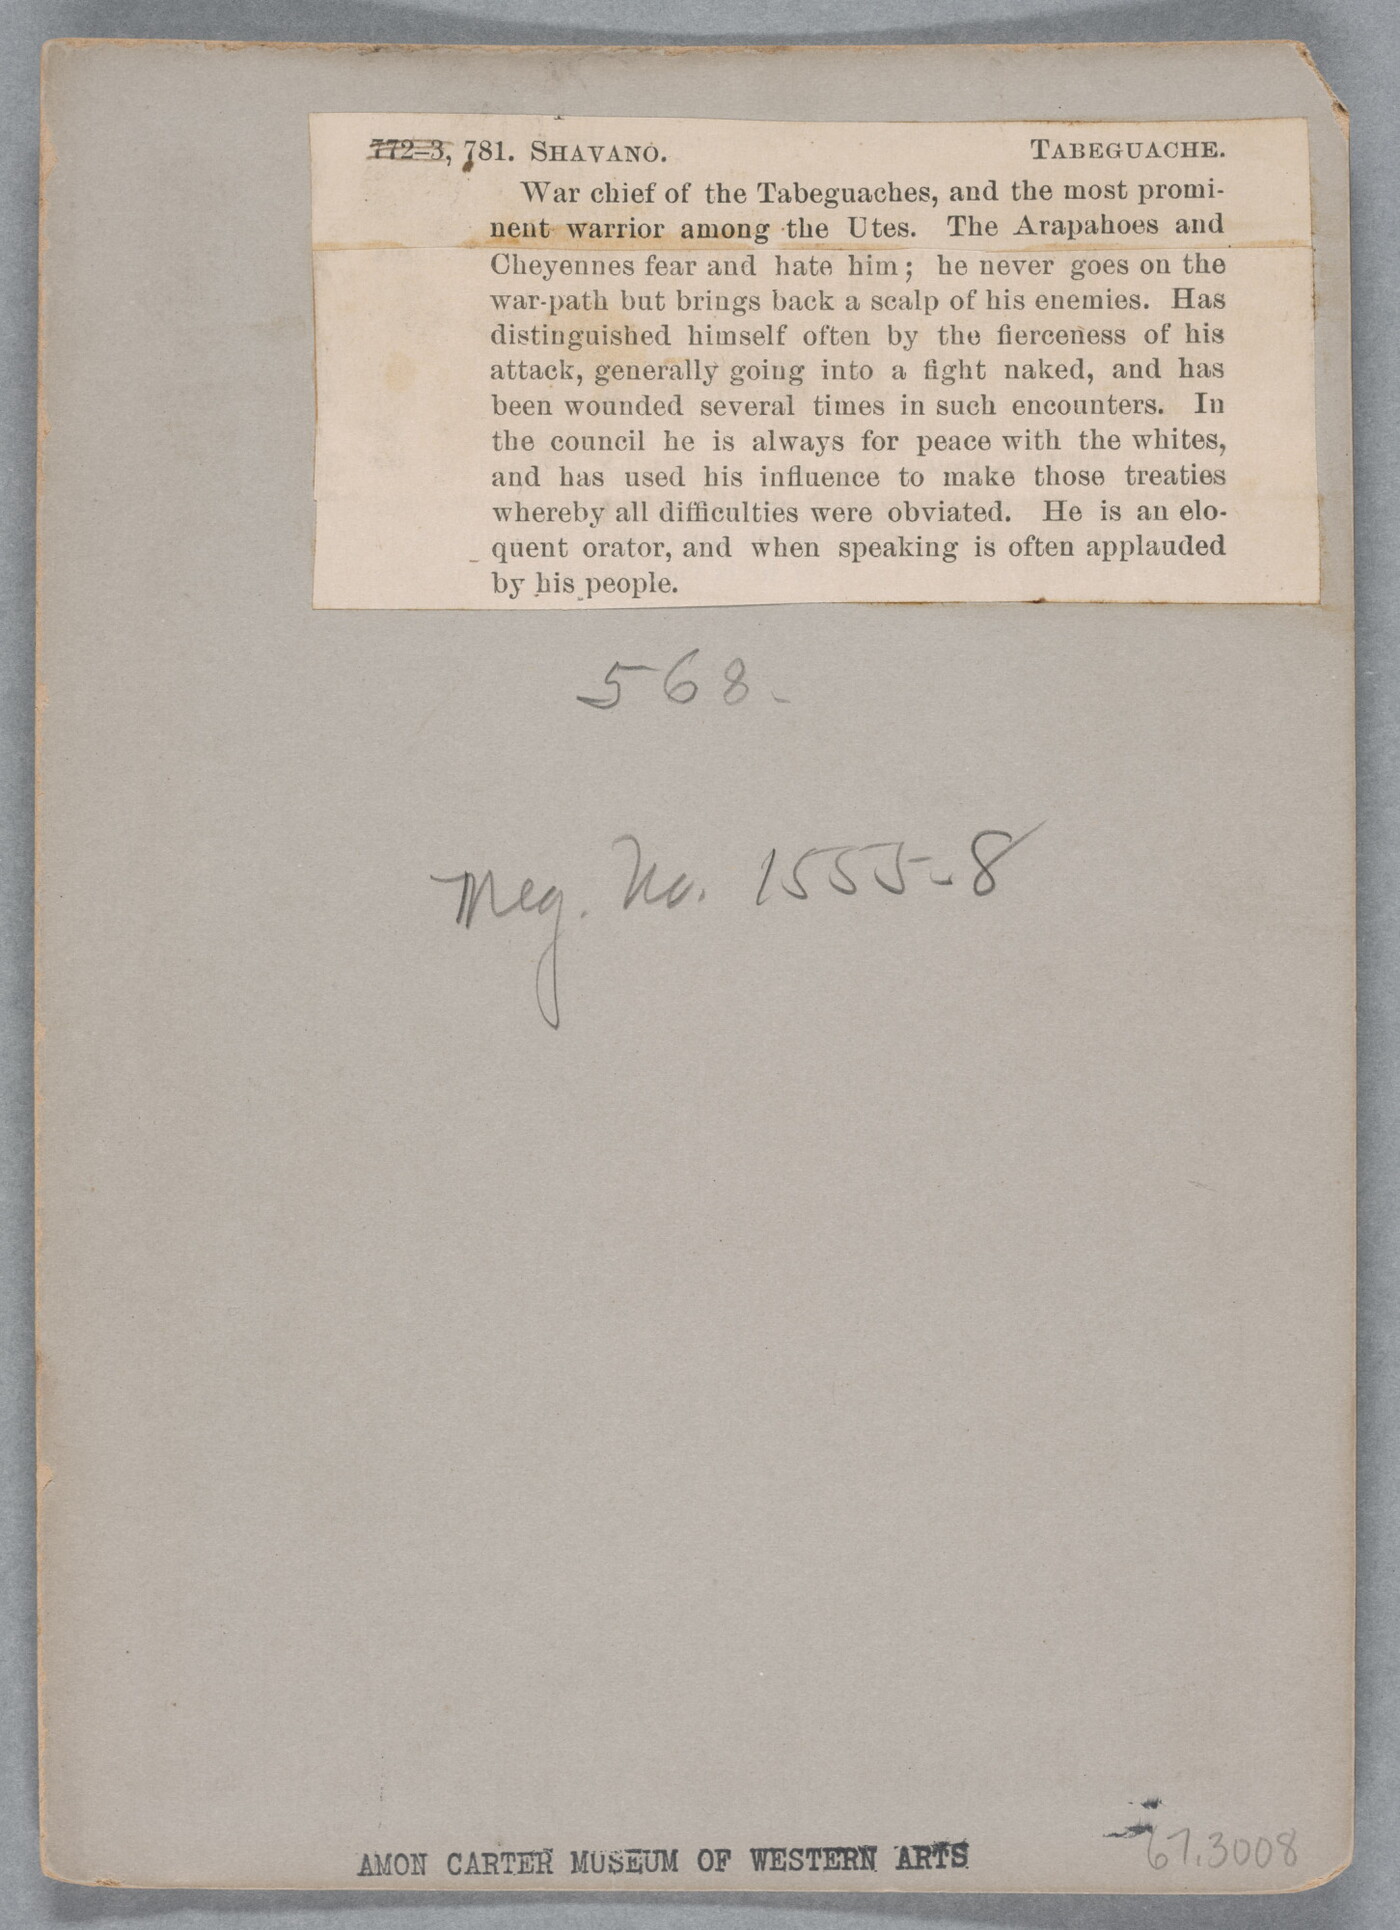 772-3, 781. SHAVANO. TABEGUACHE.
War chief of the Tabeguaches, and the most promi-
nent warrior among the Utes. The Arapahoes and
Cheyennes fear and hate him; he never goes on the
war-path but brings back a scalp of his enemies. Has
distinguished himself often by the fierceness of his
attack, generally going into a fight naked, and has
been wounded several times in such encounters. In
the council he is always for peace with the whites,
and has used his influence to make those treaties
whereby all difficulties were obviated. He is an elo-
quent orator, and when speaking is often applauded
by his people.
568-
Neg. No. 1555-8
AMON CARTER MUSEUM OF WESTERN ARTS
67.3008